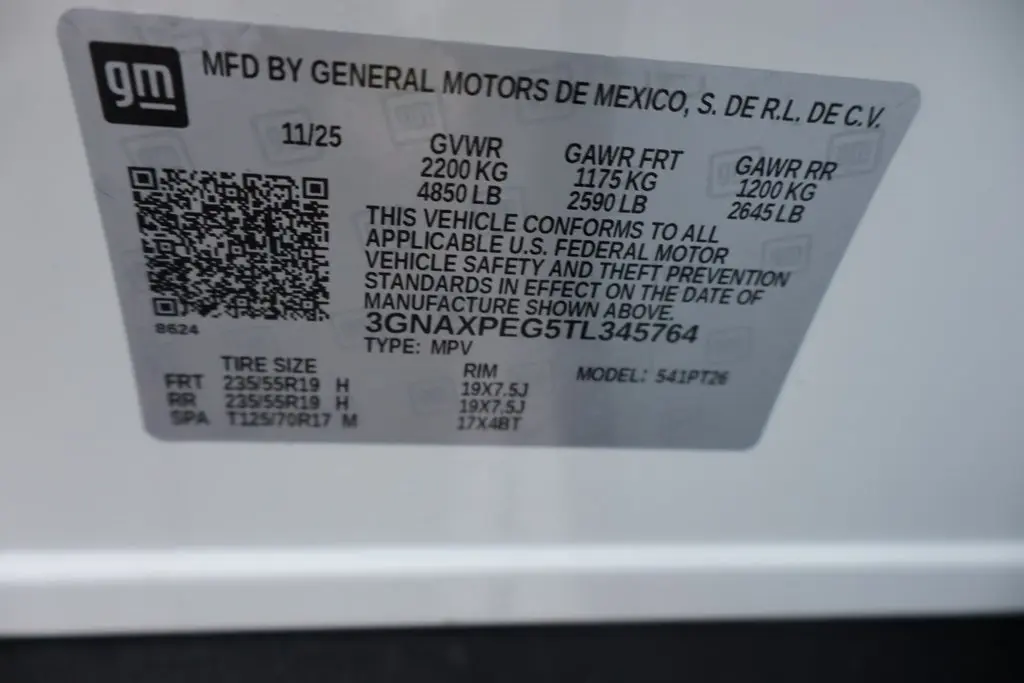 gm
MFD BY GENERAL MOTORS DE MEXICO, S. DE R.L. DE C.V.
11/25
GVWR GAWR FRT GAWR RR
2200 KG 1175 KG 1200 KG
4850 LB 2590 LB 2645 LB
THIS VEHICLE CONFORMS TO ALL
APPLICABLE U.S. FEDERAL MOTOR
VEHICLE SAFETY AND THEFT PREVENTION
STANDARDS IN EFFECT ON THE DATE OF
MANUFACTURE SHOWN ABOVE.
3GNAXPEG5TL345764
8624
TYPE: MPV
TIRE SIZE RIM MODEL: 541PT26
FRT 235/55R19 H 19X7.5J
RR 235/55R19 H 19X7.5J
SPA T125/70R17 M 17X4BT